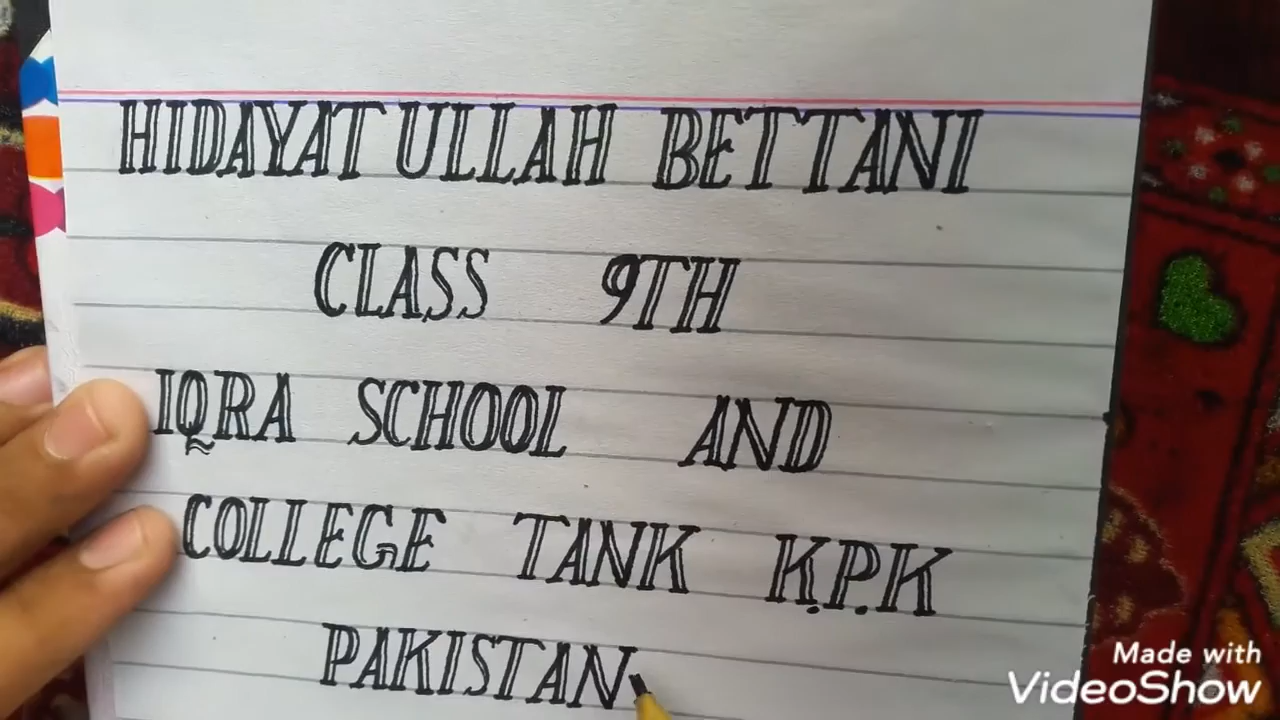 HIDAYAT ULLAH BETTANI
CLASS 9TH
IQRA SCHOOL AND
COLLEGE TANK K.P.K
PAKISTAN
Made with
VideoShow